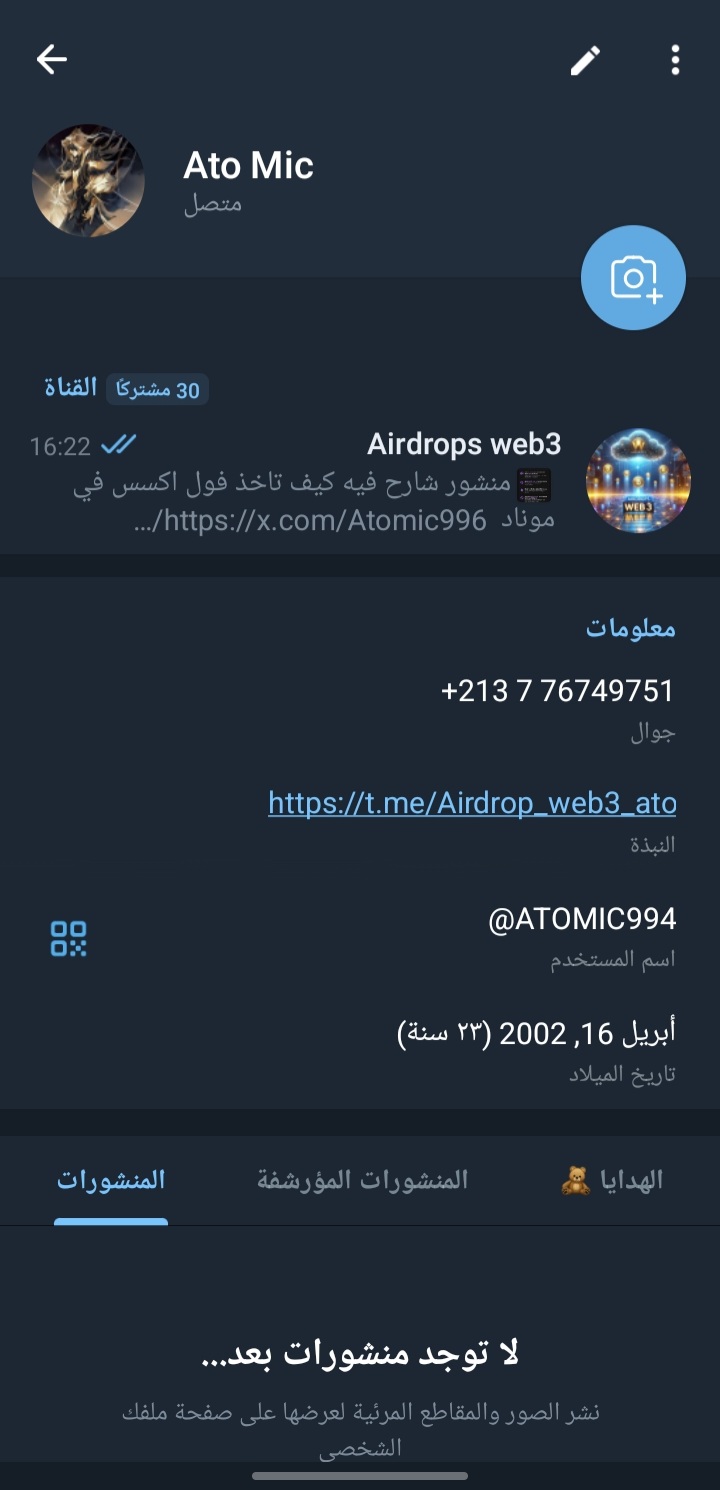 Ato Mic
متصل
القناة 30 مشتركًا
Airdrops web3 16:22
منشور شارح فيه كيف تاخذ فول اكسس في
موناد https://x.com/Atomic996/...
معلومات
+213 7 76749751
جوال
https://t.me/Airdrop_web3_ato
النبذة
@ATOMIC994
اسم المستخدم
أبريل 16, 2002 (٢٣ سنة)
تاريخ الميلاد
الهدايا المنشورات المؤرشفة المنشورات
لا توجد منشورات بعد...
نشر الصور والمقاطع المرئية لعرضها على صفحة ملفك
الشخصي